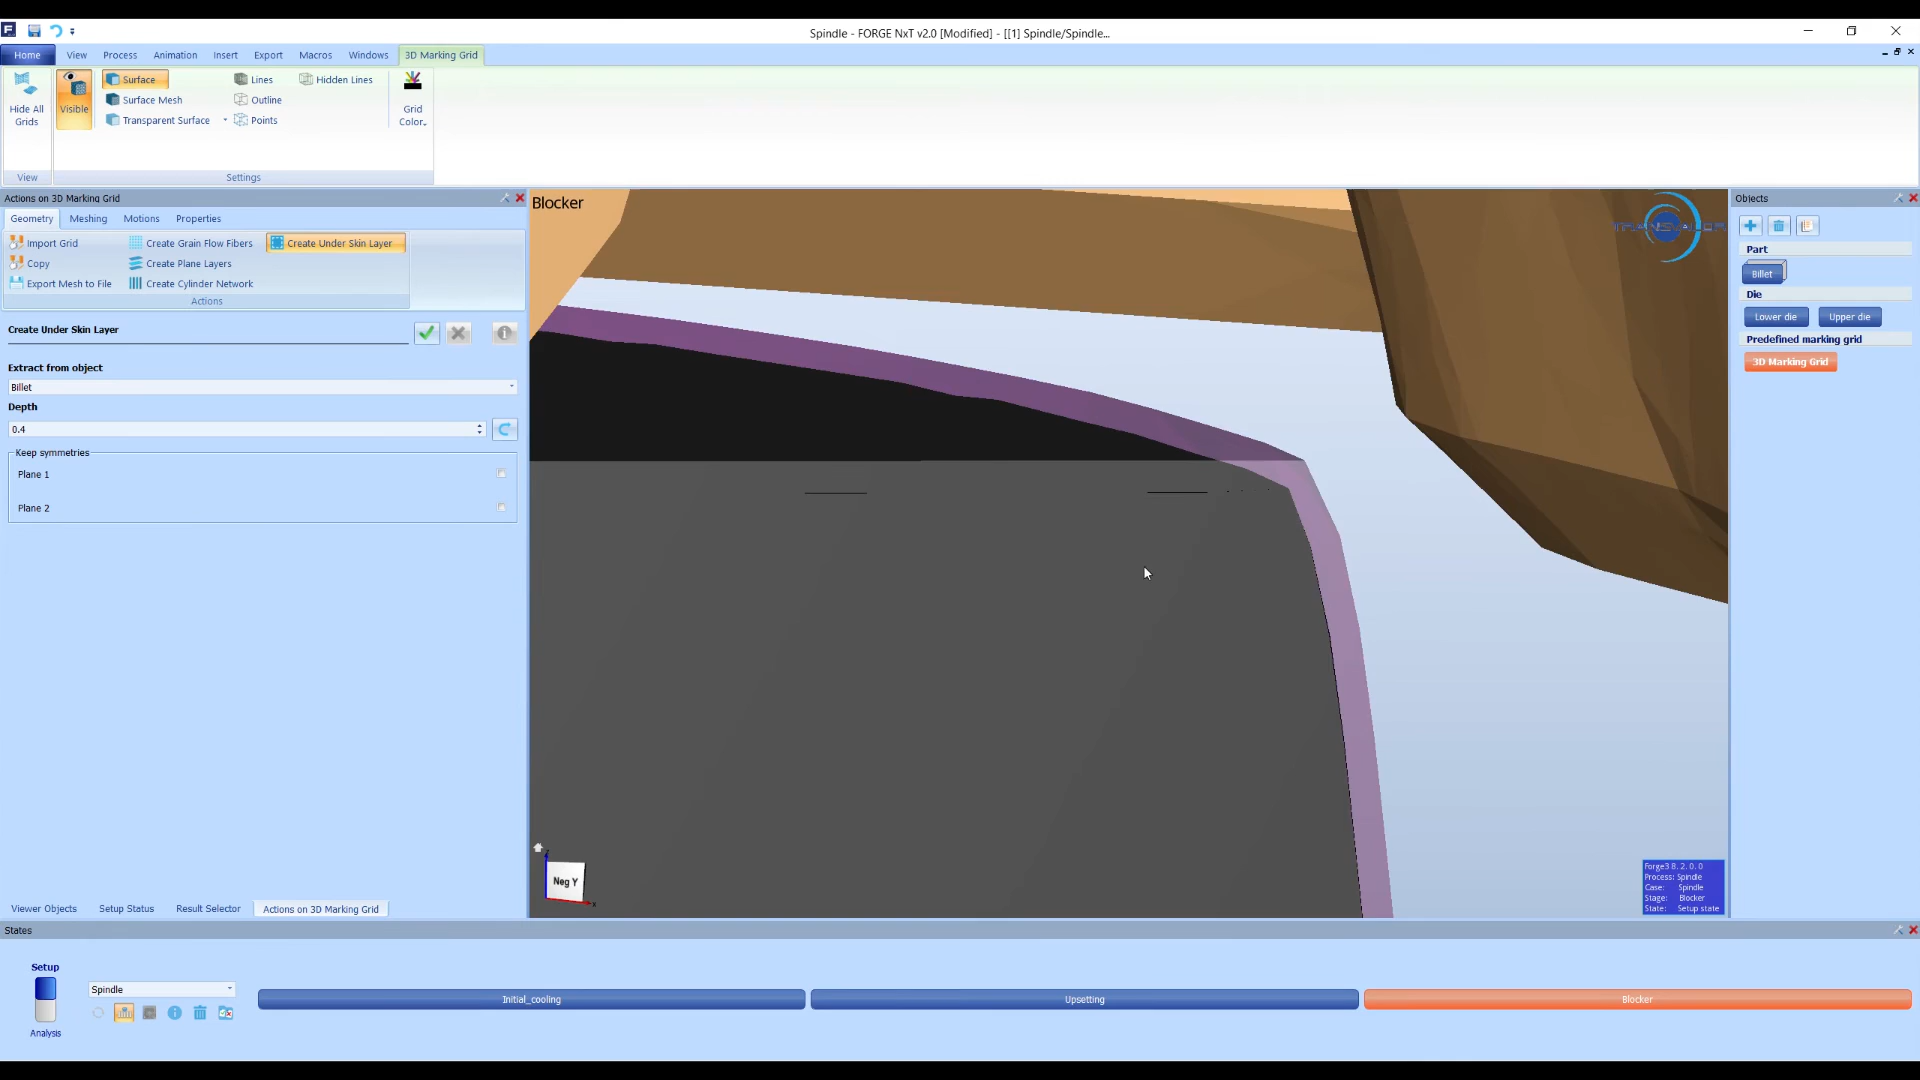 Spindle - FORGE NxT v2.0 [Modified] - [[1] Spindle/Spindle...
Home
View
Process
Animation
Insert
Export
Macros
Windows
3D Marking Grid
Hide All Grids
Visible
Surface
Surface Mesh
Transparent Surface
Lines
Outline
Points
Hidden Lines
Grid Color
View
Settings
Actions on 3D Marking Grid
Geometry
Meshing
Motions
Properties
Import Grid
Copy
Export Mesh to File
Create Grain Flow Fibers
Create Plane Layers
Create Cylinder Network
Create Under Skin Layer
Actions
Create Under Skin Layer
Extract from object
Billet
Depth
0.4
Keep symmetries
Plane 1
Plane 2
Viewer Objects
Setup Status
Result Selector
Actions on 3D Marking Grid
Blocker
TRANSVALOR
z
Neg Y
x
Forge3 8. 2. 0. 0
Process: Spindle
Case: Spindle
Stage: Blocker
State: Setup state
Objects
Part
Billet
Die
Lower die
Upper die
Predefined marking grid
3D Marking Grid
States
Setup
Analysis
Spindle
Initial_cooling
Upsetting
Blocker